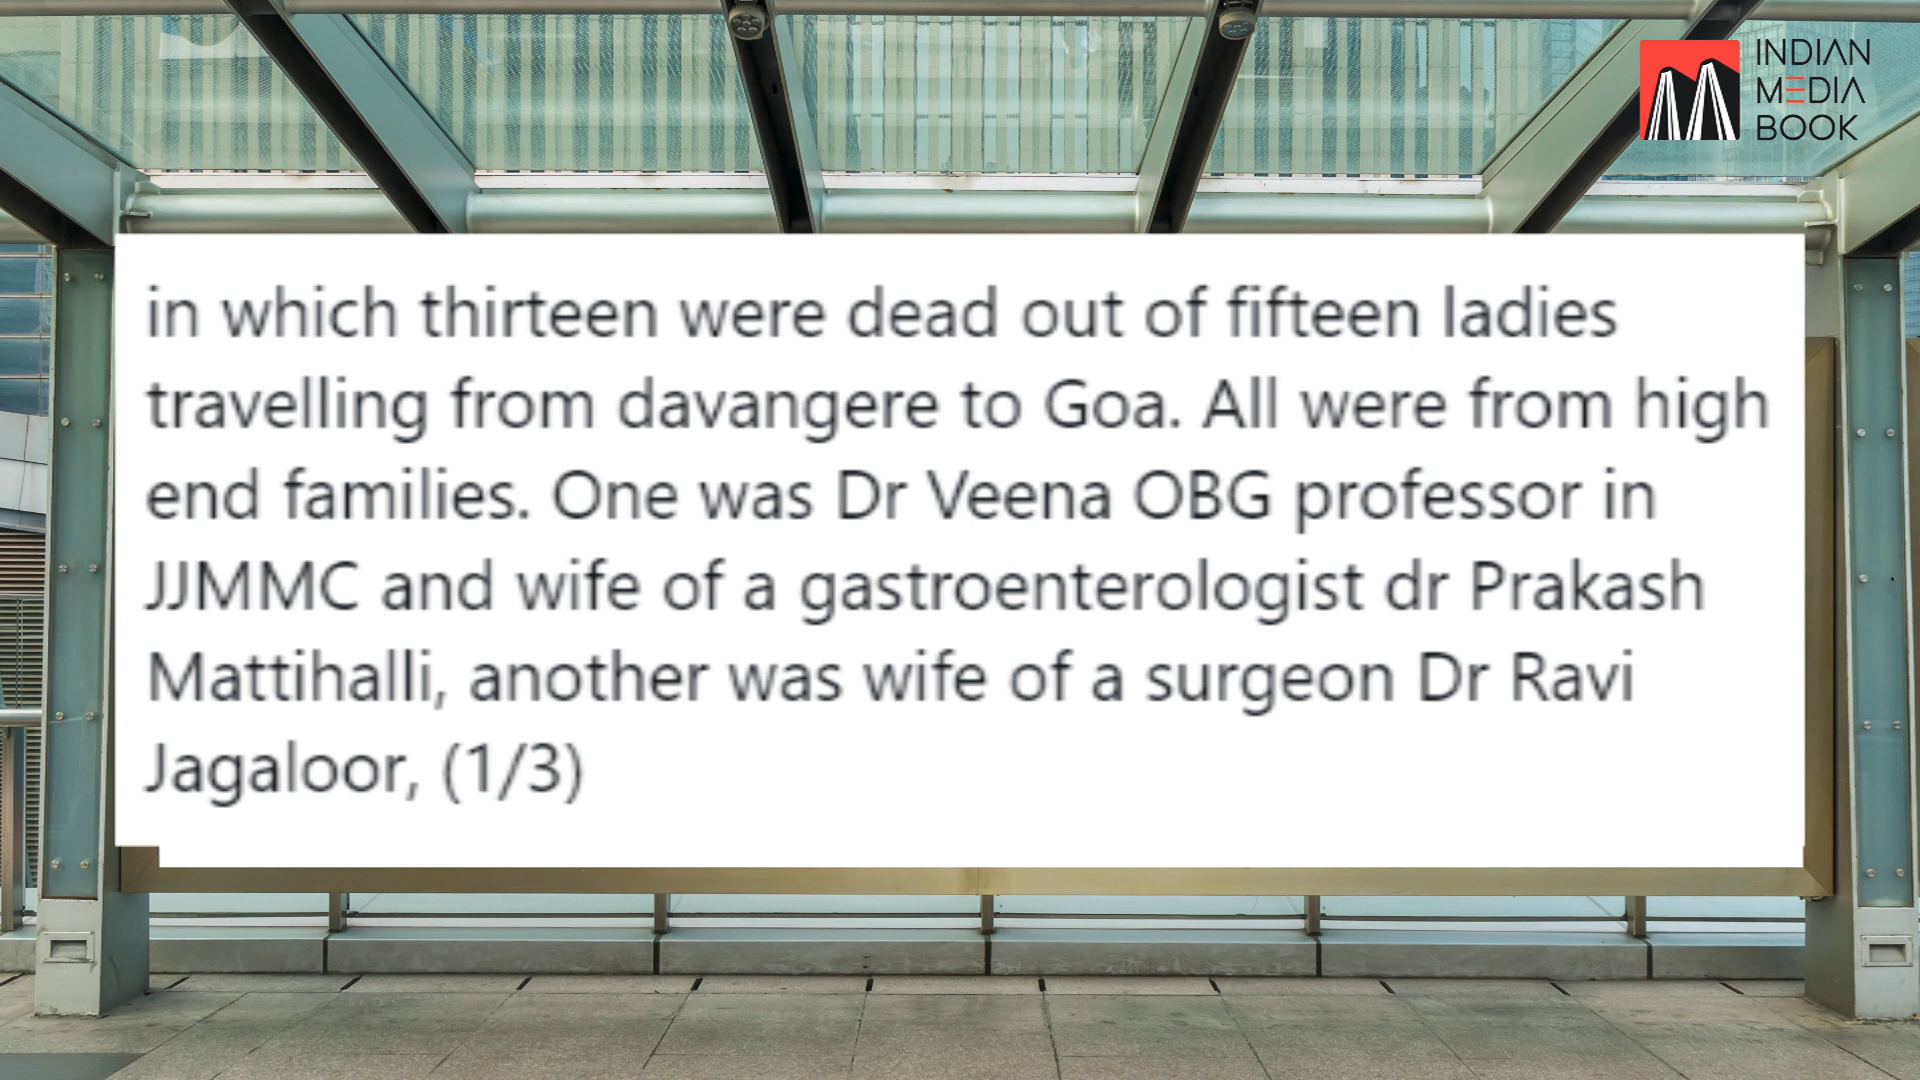 INDIAN
MEDIA
BOOK
in which thirteen were dead out of fifteen ladies
travelling from davangere to Goa. All were from high
end families. One was Dr Veena OBG professor in
JJMMC and wife of a gastroenterologist dr Prakash
Mattihalli, another was wife of a surgeon Dr Ravi
Jagaloor, (1/3)